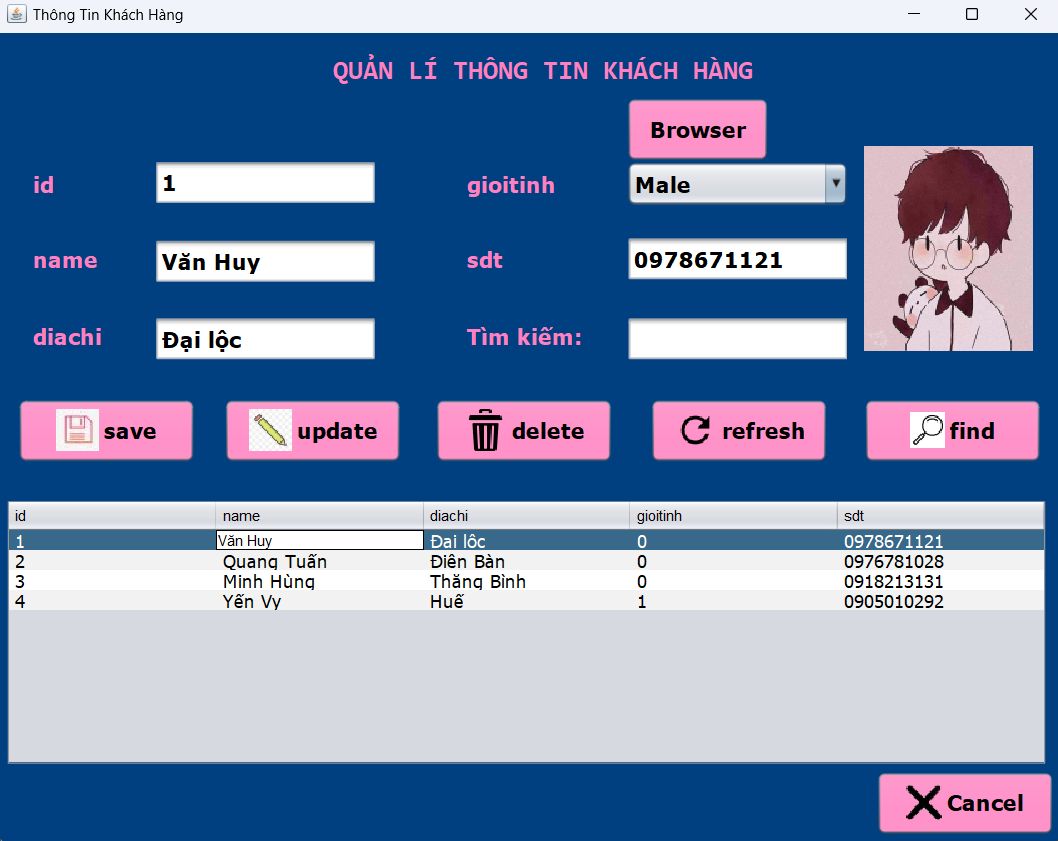 Thông Tin Khách Hàng
QUẢN LÍ THÔNG TIN KHÁCH HÀNG
Browser
id 1 gioitinh Male
name Văn Huy sdt 0978671121
diachi Đại lộc Tìm kiếm:
save update delete refresh find
id name diachi gioitinh sdt
1 Văn Huy Đại lộc 0 0978671121
2 Quang Tuấn Điện Bàn 0 0976781028
3 Minh Hùng Thăng Bình 0 0918213131
4 Yến Vy Huế 1 0905010292
Cancel